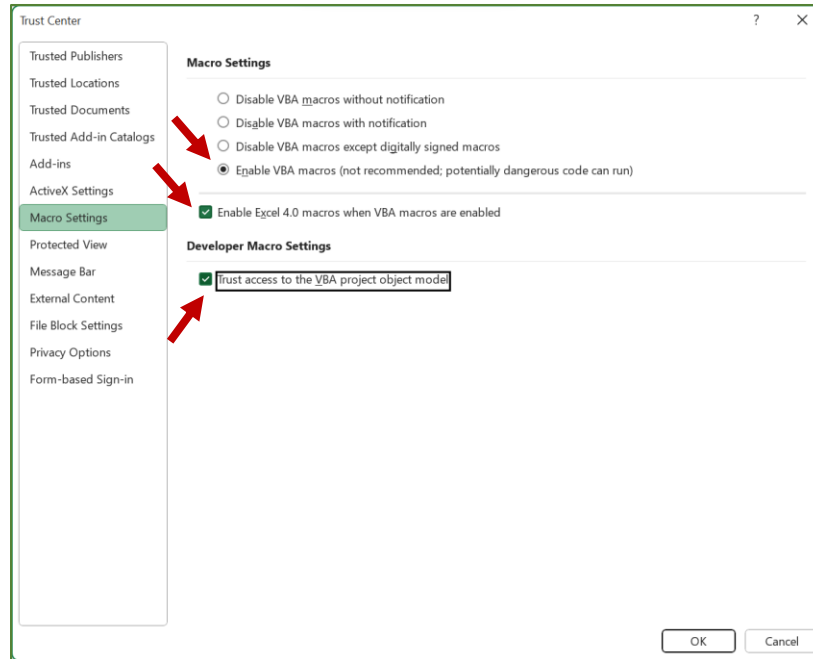 Trust Center
?
Trusted Publishers
Trusted Locations
Trusted Documents
Trusted Add-in Catalogs
Add-ins
ActiveX Settings
Macro Settings
Protected View
Message Bar
External Content
File Block Settings
Privacy Options
Form-based Sign-in
Macro Settings
Disable VBA macros without notification
Disable VBA macros with notification
Disable VBA macros except digitally signed macros
Enable VBA macros (not recommended; potentially dangerous code can run)
Enable Excel 4.0 macros when VBA macros are enabled
Developer Macro Settings
Trust access to the VBA project object model
OK
Cancel